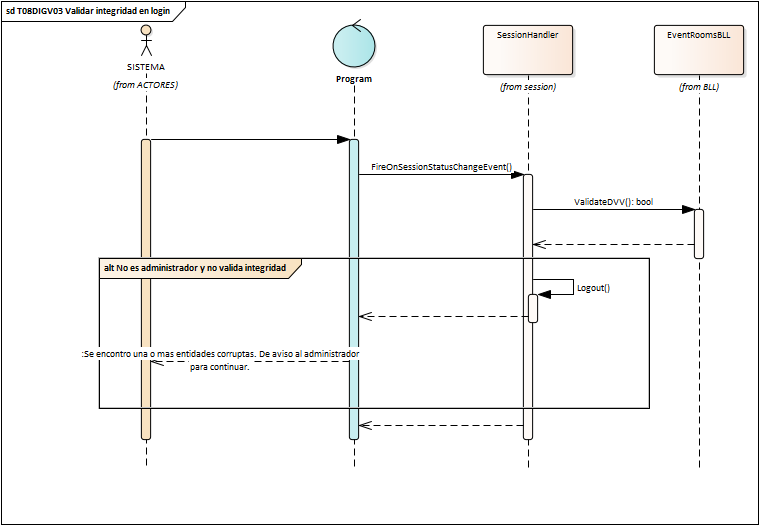 sd T08DIGV03 Validar integridad en login
SessionHandler
EventRoomsBLL
SISTEMA
Program
(from ACTORES)
(from session)
(from BLL)
FireOnSessionStatusChangeEvent()
ValidateDVV(): bool
alt No es administrador y no valida integridad
Logout()
:Se encontro una o mas entidades corruptas. De aviso al administrador
para continuar.